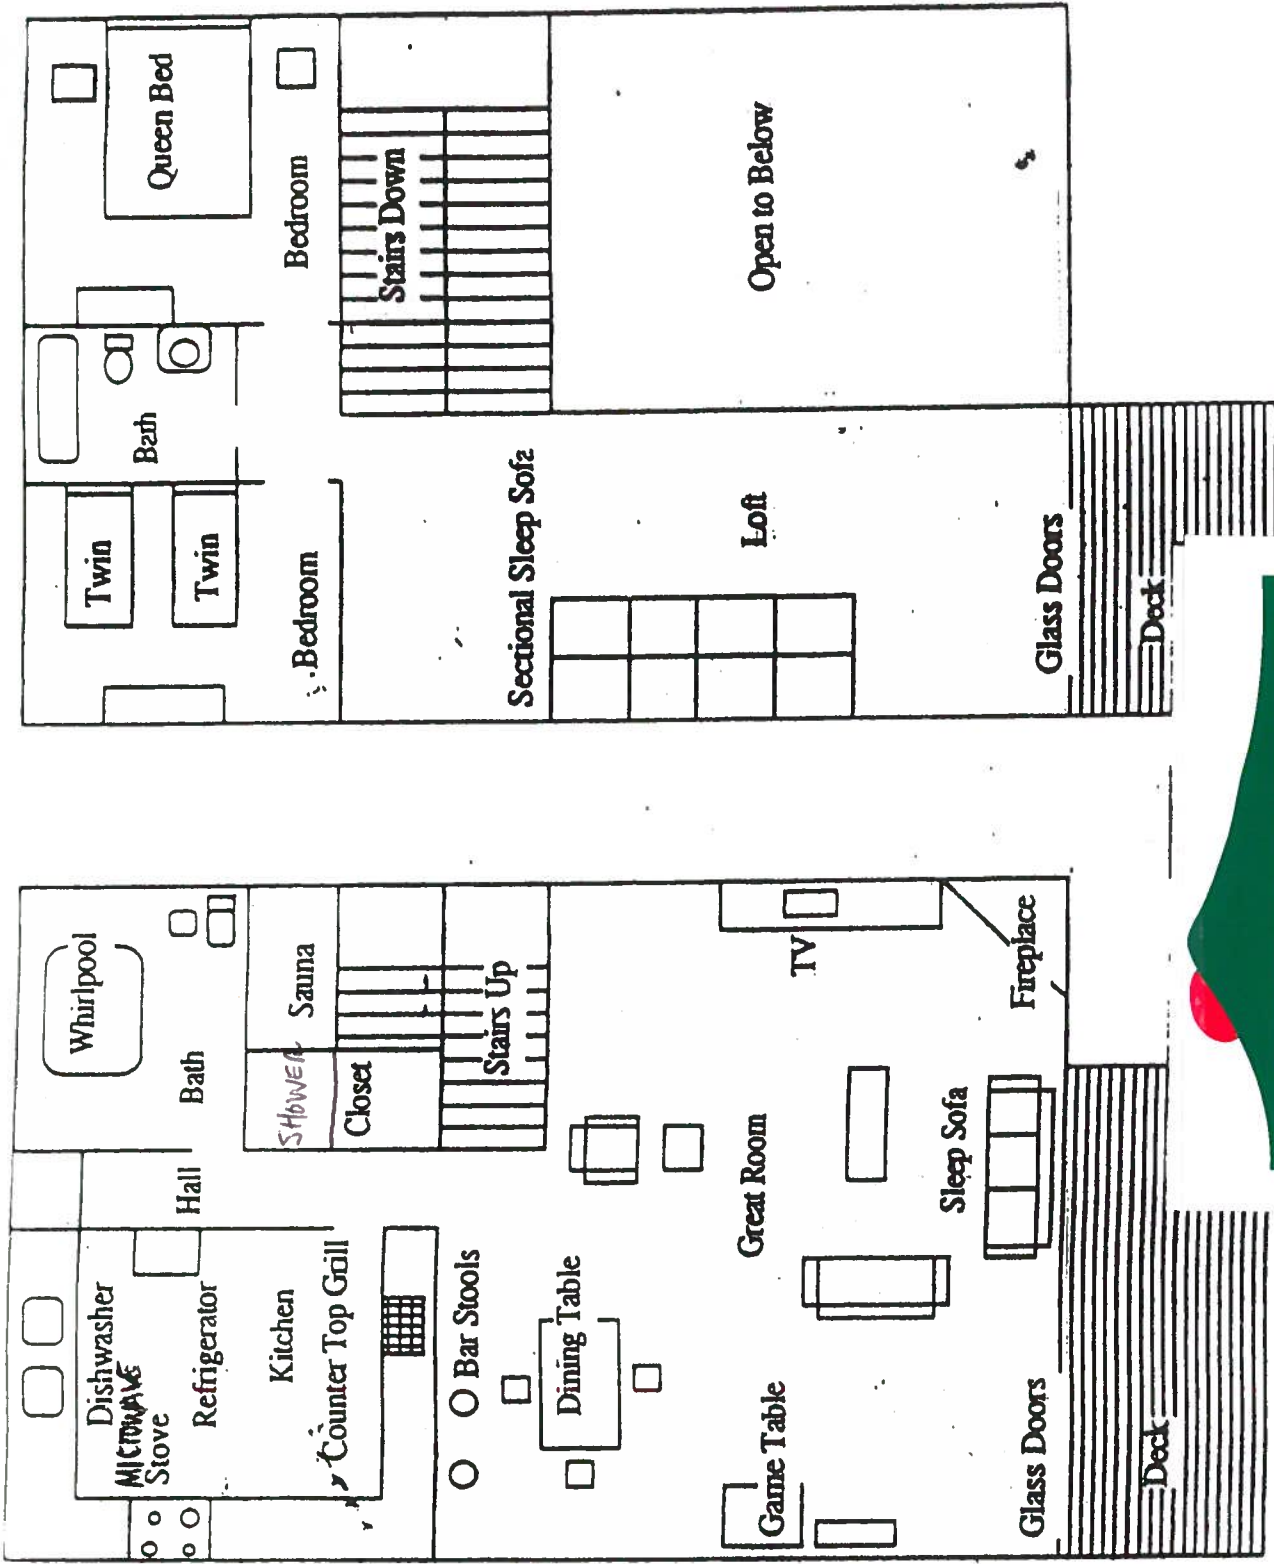 Whirlpool
Bath
Sauna
SHOWER
Closet
Stairs Up
Hall
Dishwasher
MICROWAVE
Stove
Refrigerator
Kitchen
Counter Top Grill
Bar Stools
Dining Table
Great Room
TV
Fireplace
Sleep Sofa
Game Table
Glass Doors
Deck
Queen Bed
Bedroom
Stairs Down
Open to Below
Bath
Twin
Twin
Bedroom
Sectional Sleep Sofa
Loft
Glass Doors
Deck